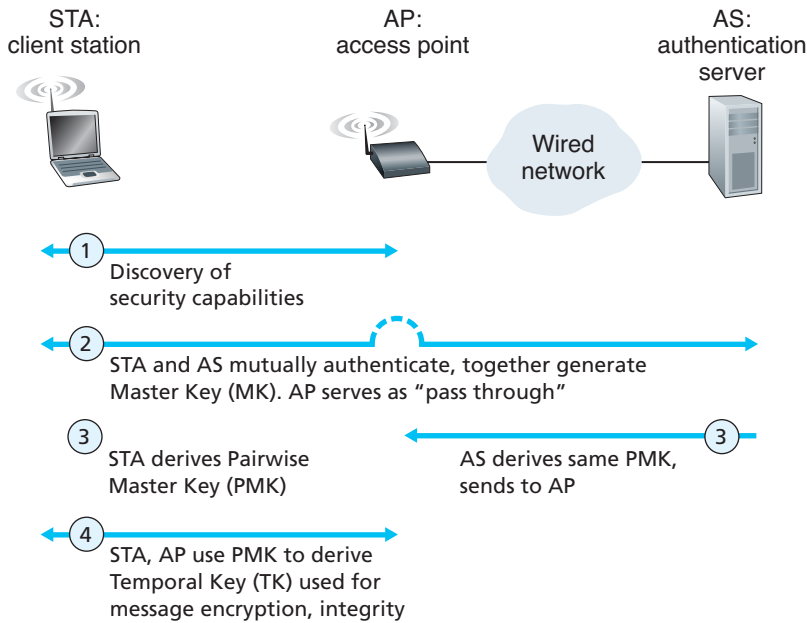 STA:
client station
AP:
access point
AS:
authentication
server
Wired
network
1
Discovery of
security capabilities
2
STA and AS mutually authenticate, together generate
Master Key (MK). AP serves as “pass through”
3
STA derives Pairwise
Master Key (PMK)
3
AS derives same PMK,
sends to AP
4
STA, AP use PMK to derive
Temporal Key (TK) used for
message encryption, integrity